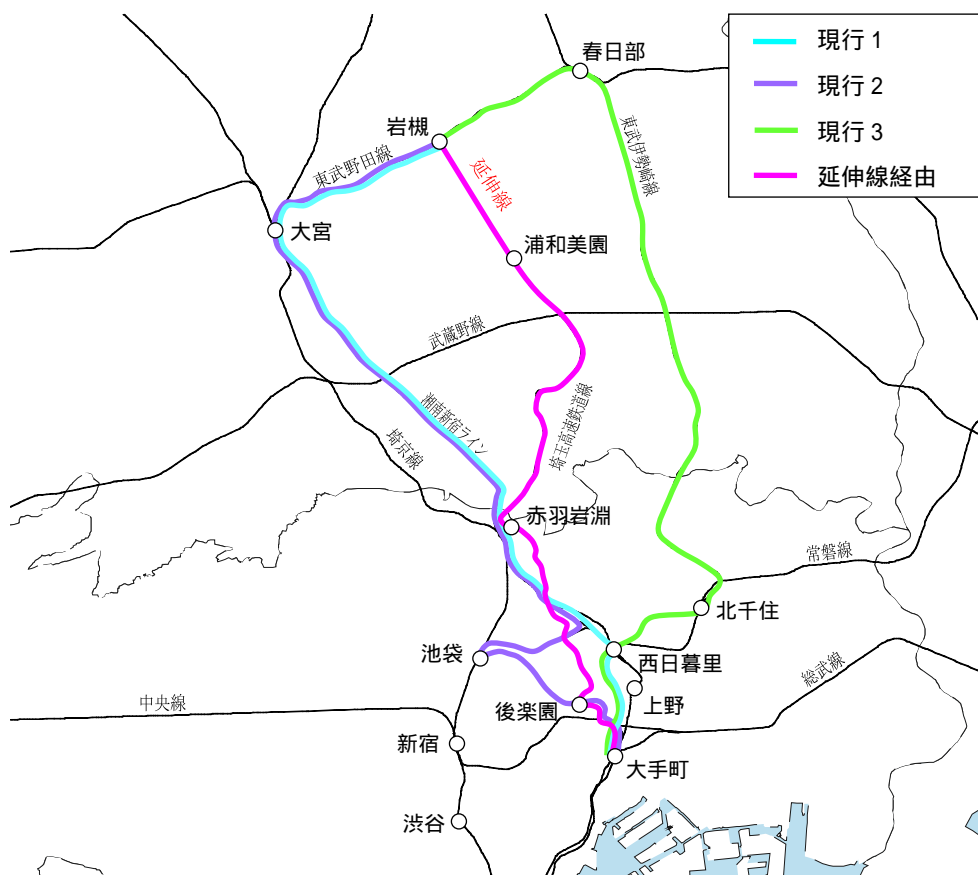 現行１
現行２
現行３
延伸線経由
春日部
岩槻
東武野田線
延伸線
東武伊勢崎線
大宮
浦和美園
武蔵野線
湘南新宿ライン
埼京線
埼玉高速鉄道線
赤羽岩淵
常磐線
北千住
池袋
西日暮里
総武線
中央線
後楽園
上野
新宿
大手町
渋谷